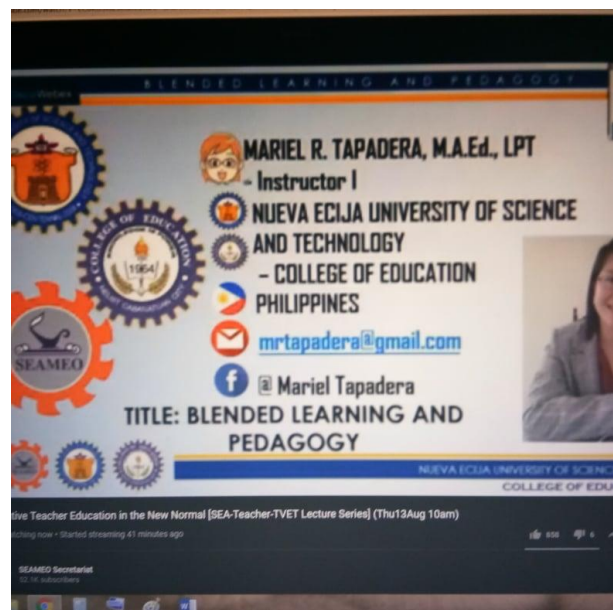 BLENDED LEARNING AND PEDAGOGY
MARIEL R. TAPADERA, M.A.Ed., LPT
- Instructor I
NUEVA ECIJA UNIVERSITY OF SCIENCE
AND TECHNOLOGY
– COLLEGE OF EDUCATION
PHILIPPINES
mrtapadera@gmail.com
@ Mariel Tapadera
TITLE: BLENDED LEARNING AND
PEDAGOGY
COLLEGE OF EDUCATION
1964
SEAMEO
NUEVA ECIJA UNIVERSITY OF SCIENC
COLLEGE OF EDU
tive Teacher Education in the New Normal [SEA-Teacher-TVET Lecture Series] (Thu13Aug 10am)
tching now • Started streaming 41 minutes ago
SEAMEO Secretariat
subscribers